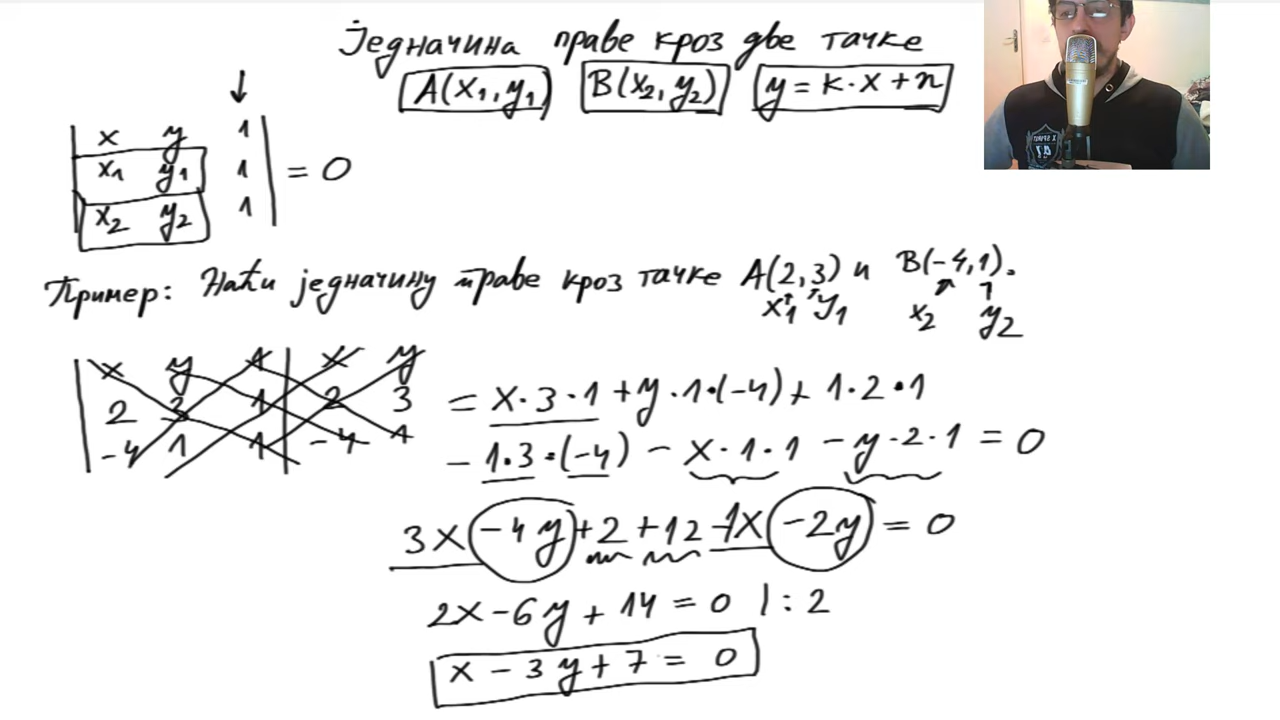 Једначина праве кроз две тачке
A(x₁, y₁) B(x₂, y₂) y = k · x + n
| x y 1 |
| x₁ y₁ 1 | = 0
| x₂ y₂ 1 |
Пример: Наћи једначину праве кроз тачке A(2, 3) и B(-4, 1).
x₁ y₁ x₂ y₂
| x y 1 | x y
| 2 3 1 | 2 3 = x · 3 · 1 + y · 1 · (-4) + 1 · 2 · 1
| -4 1 1 | -4 1 - 1 · 3 · (-4) - x · 1 · 1 - y · 2 · 1 = 0
3x - 4y + 2 + 12 - 1x - 2y = 0
2x - 6y + 14 = 0 | : 2
x - 3y + 7 = 0